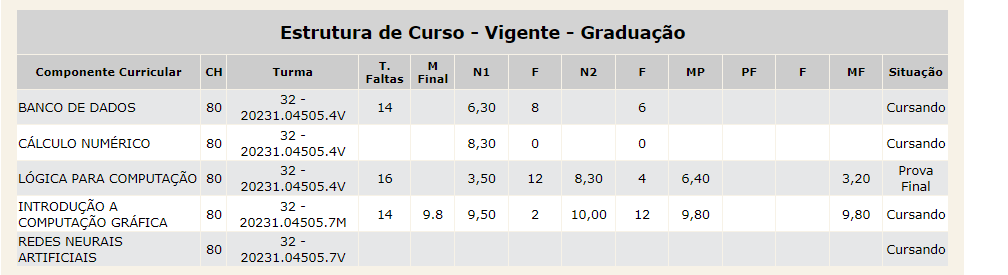 Estrutura de Curso - Vigente - Graduação
Componente Curricular CH Turma T. Faltas M Final N1 F N2 F MP PF F MF Situação
BANCO DE DADOS 80 32 - 20231.04505.4V 14 6,30 8 6 Cursando
CÁLCULO NUMÉRICO 80 32 - 20231.04505.4V 8,30 0 0 Cursando
LÓGICA PARA COMPUTAÇÃO 80 32 - 20231.04505.4V 16 3,50 12 8,30 4 6,40 3,20 Prova Final
INTRODUÇÃO A COMPUTAÇÃO GRÁFICA 80 32 - 20231.04505.7M 14 9.8 9,50 2 10,00 12 9,80 9,80 Cursando
REDES NEURAIS ARTIFICIAIS 80 32 - 20231.04505.7V Cursando